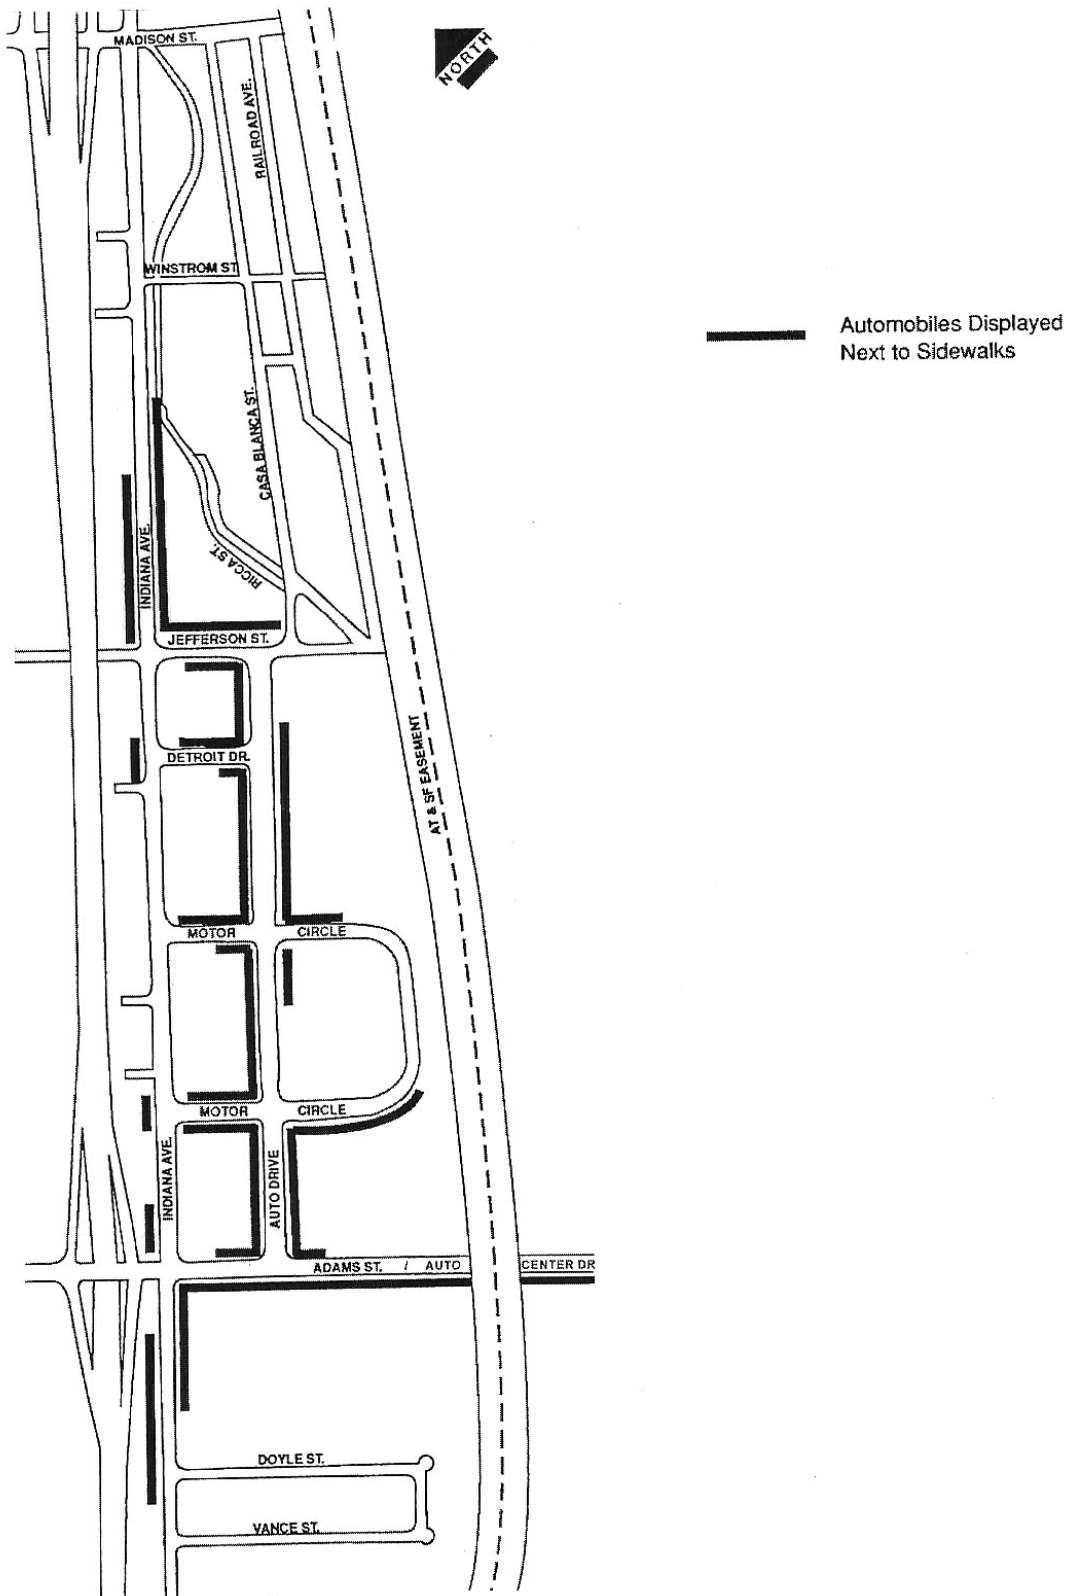 MADISON ST.
NORTH
RAILROAD AVE.
WINSTROM ST
Automobiles Displayed
Next to Sidewalks
CASA BLANCA ST.
INDIANA AVE.
RICCA ST.
JEFFERSON ST.
AT & SF EASEMENT
DETROIT DR.
MOTOR CIRCLE
MOTOR CIRCLE
INDIANA AVE.
AUTO DRIVE
ADAMS ST. / AUTO CENTER DR
DOYLE ST.
VANCE ST.